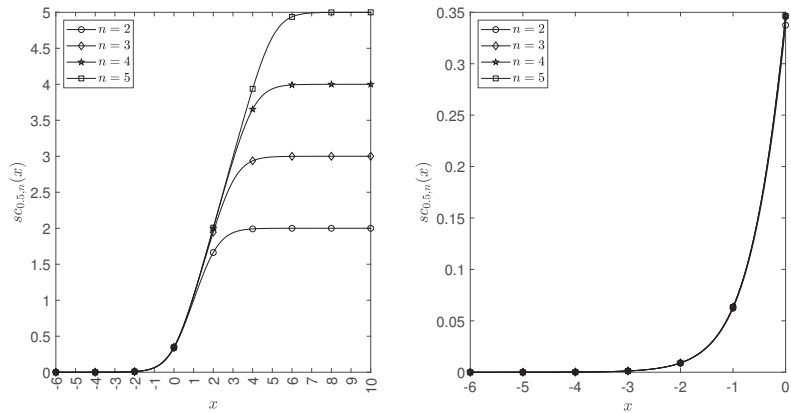 5
4.5
4
3.5
3
2.5
2
1.5
1
0.5
0
-6 -5 -4 -3 -2 -1 0 1 2 3 4 5 6 7 8 9 10
x
sc0.5,n(x)
n = 2
n = 3
n = 4
n = 5
0.35
0.3
0.25
0.2
0.15
0.1
0.05
0
-6 -5 -4 -3 -2 -1 0
x
sc0.5,n(x)
n = 2
n = 3
n = 4
n = 5